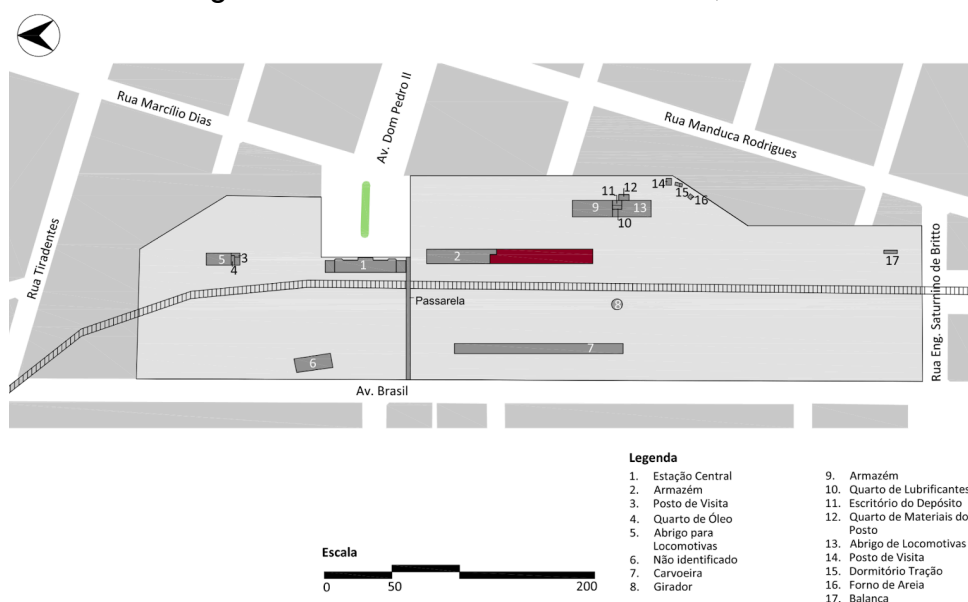 Rua Marcílio Dias
Av. Dom Pedro II
Rua Manduca Rodrigues
Rua Tiradentes
11
12
14
15
16
9
13
10
5
3
4
1
2
17
Passarela
8
7
6
Rua Eng. Saturnino de Britto
Av. Brasil
Legenda
1. Estação Central
2. Armazém
3. Posto de Visita
4. Quarto de Óleo
5. Abrigo para
Locomotivas
6. Não identificado
7. Carvoeira
8. Girador
9. Armazém
10. Quarto de Lubrificantes
11. Escritório do Depósito
12. Quarto de Materiais do
Posto
13. Abrigo de Locomotivas
14. Posto de Visita
15. Dormitório Tração
16. Forno de Areia
17. Balança
Escala
0
50
200